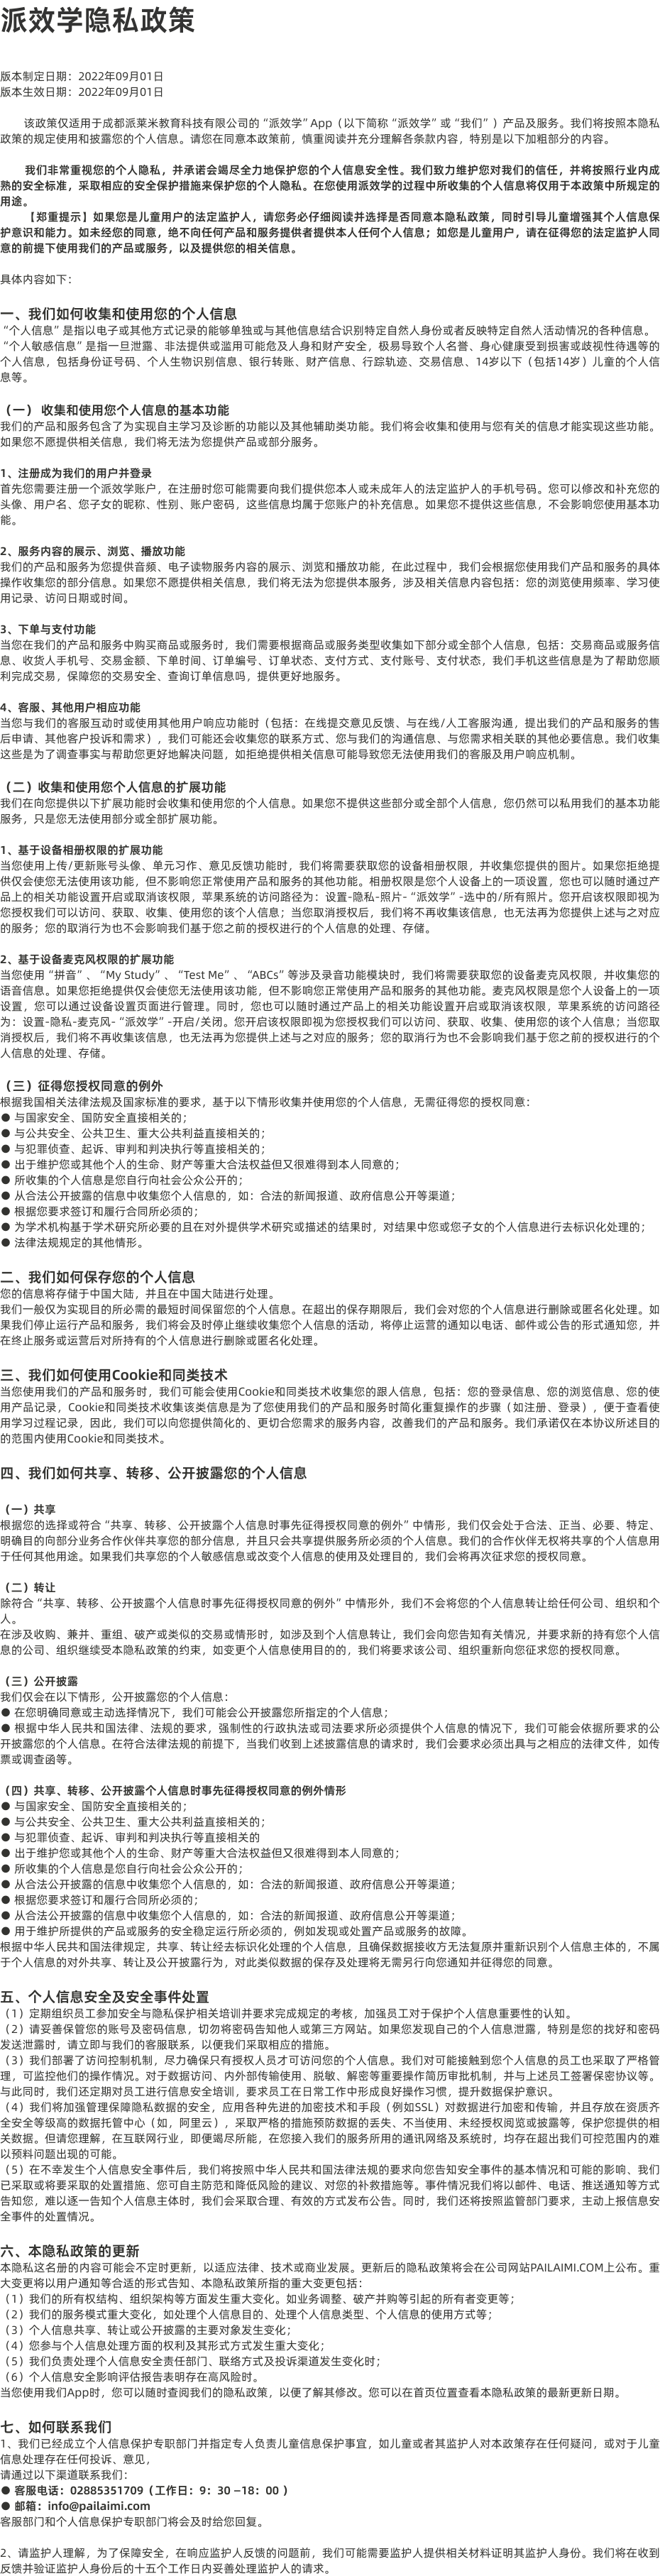 派效学隐私政策
版本制定日期：2022年09月01日
版本生效日期：2022年09月01日
该政策仅适用于成都派莱米教育科技有限公司的“派效学”App（以下简称“派效学”或“我们”）产品及服务。我们将按照本隐私
政策的规定使用和披露您的个人信息。请您在同意本政策前，慎重阅读并充分理解各条款内容，特别是以下加粗部分的内容。
我们非常重视您的个人隐私，并承诺会竭尽全力地保护您的个人信息安全性。我们致力维护您对我们的信任，并将按照行业内成
熟的安全标准，采取相应的安全保护措施来保护您的个人隐私。在您使用派效学的过程中所收集的个人信息将仅用于本政策中所规定的
用途。
【郑重提示】如果您是儿童用户的法定监护人，请您务必仔细阅读并选择是否同意本隐私政策，同时引导儿童增强其个人信息保
护意识和能力。如未经您的同意，绝不向任何产品和服务提供者提供本人任何个人信息；如您是儿童用户，请在征得您的法定监护人同
意的前提下使用我们的产品或服务，以及提供您的相关信息。
具体内容如下：
一、我们如何收集和使用您的个人信息
“个人信息”是指以电子或其他方式记录的能够单独或与其他信息结合识别特定自然人身份或者反映特定自然人活动情况的各种信息。
“个人敏感信息”是指一旦泄露、非法提供或滥用可能危及人身和财产安全，极易导致个人名誉、身心健康受到损害或歧视性待遇等的
个人信息，包括身份证号码、个人生物识别信息、银行转账、财产信息、行踪轨迹、交易信息、14岁以下（包括14岁）儿童的个人信
息等。
（一） 收集和使用您个人信息的基本功能
我们的产品和服务包含了为实现自主学习及诊断的功能以及其他辅助类功能。我们将会收集和使用与您有关的信息才能实现这些功能。
如果您不愿提供相关信息，我们将无法为您提供产品或部分服务。
1、注册成为我们的用户并登录
首先您需要注册一个派效学账户，在注册时您可能需要向我们提供您本人或未成年人的法定监护人的手机号码。您可以修改和补充您的
头像、用户名、您子女的昵称、性别、账户密码，这些信息均属于您账户的补充信息。如果您不提供这些信息，不会影响您使用基本功
能。
2、服务内容的展示、浏览、播放功能
我们的产品和服务为您提供音频、电子读物服务内容的展示、浏览和播放功能，在此过程中，我们会根据您使用我们产品和服务的具体
操作收集您的部分信息。如果您不愿提供相关信息，我们将无法为您提供本服务，涉及相关信息内容包括：您的浏览使用频率、学习使
用记录、访问日期或时间。
3、下单与支付功能
当您在我们的产品和服务中购买商品或服务时，我们需要根据商品或服务类型收集如下部分或全部个人信息，包括：交易商品或服务信
息、收货人手机号、交易金额、下单时间、订单编号、订单状态、支付方式、支付账号、支付状态，我们手机这些信息是为了帮助您顺
利完成交易，保障您的交易安全、查询订单信息吗，提供更好地服务。
4、客服、其他用户相应功能
当您与我们的客服互动时或使用其他用户响应功能时（包括：在线提交意见反馈、与在线/人工客服沟通，提出我们的产品和服务的售
后申请、其他客户投诉和需求），我们可能还会收集您的联系方式、您与我们的沟通信息、与您需求相关联的其他必要信息。我们收集
这些是为了调查事实与帮助您更好地解决问题，如拒绝提供相关信息可能导致您无法使用我们的客服及用户响应机制。
（二）收集和使用您个人信息的扩展功能
我们在向您提供以下扩展功能时会收集和使用您的个人信息。如果您不提供这些部分或全部个人信息，您仍然可以私用我们的基本功能
服务，只是您无法使用部分或全部扩展功能。
1、基于设备相册权限的扩展功能
当您使用上传/更新账号头像、单元习作、意见反馈功能时，我们将需要获取您的设备相册权限，并收集您提供的图片。如果您拒绝提
供仅会使您无法使用该功能，但不影响您正常使用产品和服务的其他功能。相册权限是您个人设备上的一项设置，您也可以随时通过产
品上的相关功能设置开启或取消该权限，苹果系统的访问路径为：设置-隐私-照片-“派效学”-选中的/所有照片。您开启该权限即视为
您授权我们可以访问、获取、收集、使用您的该个人信息；当您取消授权后，我们将不再收集该信息，也无法再为您提供上述与之对应
的服务；您的取消行为也不会影响我们基于您之前的授权进行的个人信息的处理、存储。
2、基于设备麦克风权限的扩展功能
当您使用“拼音”、“My Study”、“Test Me”、“ABCs”等涉及录音功能模块时，我们将需要获取您的设备麦克风权限，并收集您的
语音信息。如果您拒绝提供仅会使您无法使用该功能，但不影响您正常使用产品和服务的其他功能。麦克风权限是您个人设备上的一项
设置，您可以通过设备设置页面进行管理。同时，您也可以随时通过产品上的相关功能设置开启或取消该权限，苹果系统的访问路径
为：设置-隐私-麦克风-“派效学”-开启/关闭。您开启该权限即视为您授权我们可以访问、获取、收集、使用您的该个人信息；当您取
消授权后，我们将不再收集该信息，也无法再为您提供上述与之对应的服务；您的取消行为也不会影响我们基于您之前的授权进行的个
人信息的处理、存储。
（三）征得您授权同意的例外
根据我国相关法律法规及国家标准的要求，基于以下情形收集并使用您的个人信息，无需征得您的授权同意：
● 与国家安全、国防安全直接相关的；
● 与公共安全、公共卫生、重大公共利益直接相关的；
● 与犯罪侦查、起诉、审判和判决执行等直接相关的；
● 出于维护您或其他个人的生命、财产等重大合法权益但又很难得到本人同意的；
● 所收集的个人信息是您自行向社会公众公开的；
● 从合法公开披露的信息中收集您个人信息的，如：合法的新闻报道、政府信息公开等渠道；
● 根据您要求签订和履行合同所必须的；
● 为学术机构基于学术研究所必要的且在对外提供学术研究或描述的结果时，对结果中您或您子女的个人信息进行去标识化处理的；
● 法律法规规定的其他情形。
二、我们如何保存您的个人信息
您的信息将存储于中国大陆，并且在中国大陆进行处理。
我们一般仅为实现目的所必需的最短时间保留您的个人信息。在超出的保存期限后，我们会对您的个人信息进行删除或匿名化处理。如
果我们停止运行产品和服务，我们将会及时停止继续收集您个人信息的活动，将停止运营的通知以电话、邮件或公告的形式通知您，并
在终止服务或运营后对所持有的个人信息进行删除或匿名化处理。
三、我们如何使用Cookie和同类技术
当您使用我们的产品和服务时，我们可能会使用Cookie和同类技术收集您的跟人信息，包括：您的登录信息、您的浏览信息、您的使
用产品记录，Cookie和同类技术收集该类信息是为了您使用我们的产品和服务时简化重复操作的步骤（如注册、登录），便于查看使
用学习过程记录，因此，我们可以向您提供简化的、更切合您需求的服务内容，改善我们的产品和服务。我们承诺仅在本协议所述目的
的范围内使用Cookie和同类技术。
四、我们如何共享、转移、公开披露您的个人信息
（一）共享
根据您的选择或符合“共享、转移、公开披露个人信息时事先征得授权同意的例外”中情形，我们仅会处于合法、正当、必要、特定、
明确目的向部分业务合作伙伴共享您的部分信息，并且只会共享提供服务所必须的个人信息。我们的合作伙伴无权将共享的个人信息用
于任何其他用途。如果我们共享您的个人敏感信息或改变个人信息的使用及处理目的，我们会将再次征求您的授权同意。
（二）转让
除符合“共享、转移、公开披露个人信息时事先征得授权同意的例外”中情形外，我们不会将您的个人信息转让给任何公司、组织和个
人。
在涉及收购、兼并、重组、破产或类似的交易或情形时，如涉及到个人信息转让，我们会向您告知有关情况，并要求新的持有您个人信
息的公司、组织继续受本隐私政策的约束，如变更个人信息使用目的的，我们将要求该公司、组织重新向您征求您的授权同意。
（三）公开披露
我们仅会在以下情形，公开披露您的个人信息：
● 在您明确同意或主动选择情况下，我们可能会公开披露您所指定的个人信息；
● 根据中华人民共和国法律、法规的要求，强制性的行政执法或司法要求所必须提供个人信息的情况下，我们可能会依据所要求的公
开披露您的个人信息。在符合法律法规的前提下，当我们收到上述披露信息的请求时，我们会要求必须出具与之相应的法律文件，如传
票或调查函等。
（四）共享、转移、公开披露个人信息时事先征得授权同意的例外情形
● 与国家安全、国防安全直接相关的；
● 与公共安全、公共卫生、重大公共利益直接相关的；
● 与犯罪侦查、起诉、审判和判决执行等直接相关的
● 出于维护您或其他个人的生命、财产等重大合法权益但又很难得到本人同意的；
● 所收集的个人信息是您自行向社会公众公开的；
● 从合法公开披露的信息中收集您个人信息的，如：合法的新闻报道、政府信息公开等渠道；
● 根据您要求签订和履行合同所必须的；
● 从合法公开披露的信息中收集您个人信息的，如：合法的新闻报道、政府信息公开等渠道；
● 用于维护所提供的产品或服务的安全稳定运行所必须的，例如发现或处置产品或服务的故障。
根据中华人民共和国法律规定，共享、转让经去标识化处理的个人信息，且确保数据接收方无法复原并重新识别个人信息主体的，不属
于个人信息的对外共享、转让及公开披露行为，对此类似数据的保存及处理将无需另行向您通知并征得您的同意。
五、个人信息安全及安全事件处置
（1）定期组织员工参加安全与隐私保护相关培训并要求完成规定的考核，加强员工对于保护个人信息重要性的认知。
（2）请妥善保管您的账号及密码信息，切勿将密码告知他人或第三方网站。如果您发现自己的个人信息泄露，特别是您的找好和密码
发送泄露时，请立即与我们的客服联系，以便我们采取相应的措施。
（3）我们部署了访问控制机制，尽力确保只有授权人员才可访问您的个人信息。我们对可能接触到您个人信息的员工也采取了严格管
理，可监控他们的操作情况。对于数据访问、内外部传输使用、脱敏、解密等重要操作简历审批机制，并与上述员工签署保密协议等。
与此同时，我们还定期对员工进行信息安全培训，要求员工在日常工作中形成良好操作习惯，提升数据保护意识。
（4）我们将加强管理保障隐私数据的安全，应用各种先进的加密技术和手段（例如SSL）对数据进行加密和传输，并且存放在资质齐
全安全等级高的数据托管中心（如，阿里云），采取严格的措施预防数据的丢失、不当使用、未经授权阅览或披露等，保护您提供的相
关数据。但请您理解，在互联网行业，即便竭尽所能，在您接入我们的服务所用的通讯网络及系统时，均存在超出我们可控范围内的难
以预料问题出现的可能。
（5）在不幸发生个人信息安全事件后，我们将按照中华人民共和国法律法规的要求向您告知安全事件的基本情况和可能的影响、我们
已采取或将要采取的处置措施、您可自主防范和降低风险的建议、对您的补救措施等。事件情况我们将以邮件、电话、推送通知等方式
告知您，难以逐一告知个人信息主体时，我们会采取合理、有效的方式发布公告。同时，我们还将按照监管部门要求，主动上报信息安
全事件的处置情况。
六、本隐私政策的更新
本隐私这名册的内容可能会不定时更新，以适应法律、技术或商业发展。更新后的隐私政策将会在公司网站PAILAIMI.COM上公布。重
大变更将以用户通知等合适的形式告知、本隐私政策所指的重大变更包括：
（1）我们的所有权结构、组织架构等方面发生重大变化。如业务调整、破产并购等引起的所有者变更等；
（2）我们的服务模式重大变化，如处理个人信息目的、处理个人信息类型、个人信息的使用方式等；
（3）个人信息共享、转让或公开披露的主要对象发生变化；
（4）您参与个人信息处理方面的权利及其形式方式发生重大变化；
（5）我们负责处理个人信息安全责任部门、联络方式及投诉渠道发生变化时；
（6）个人信息安全影响评估报告表明存在高风险时。
当您使用我们App时，您可以随时查阅我们的隐私政策，以便了解其修改。您可以在首页位置查看本隐私政策的最新更新日期。
七、如何联系我们
1、我们已经成立个人信息保护专职部门并指定专人负责儿童信息保护事宜，如儿童或者其监护人对本政策存在任何疑问，或对于儿童
信息处理存在任何投诉、意见，
请通过以下渠道联系我们：
● 客服电话：02885351709（工作日：9：30 —18：00 ）
● 邮箱：info@pailaimi.com
客服部门和个人信息保护专职部门将会及时给您回复。
2、请监护人理解，为了保障安全，在响应监护人反馈的问题前，我们可能需要监护人提供相关材料证明其监护人身份。我们将在收到
反馈并验证监护人身份后的十五个工作日内妥善处理监护人的请求。